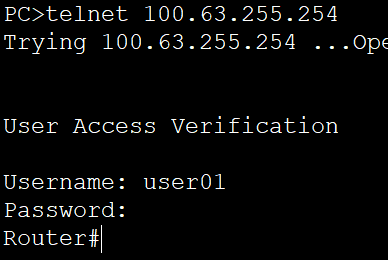 PC>telnet 100.63.255.254
Trying 100.63.255.254 ...Ope
User Access Verification
Username: user01
Password:
Router#